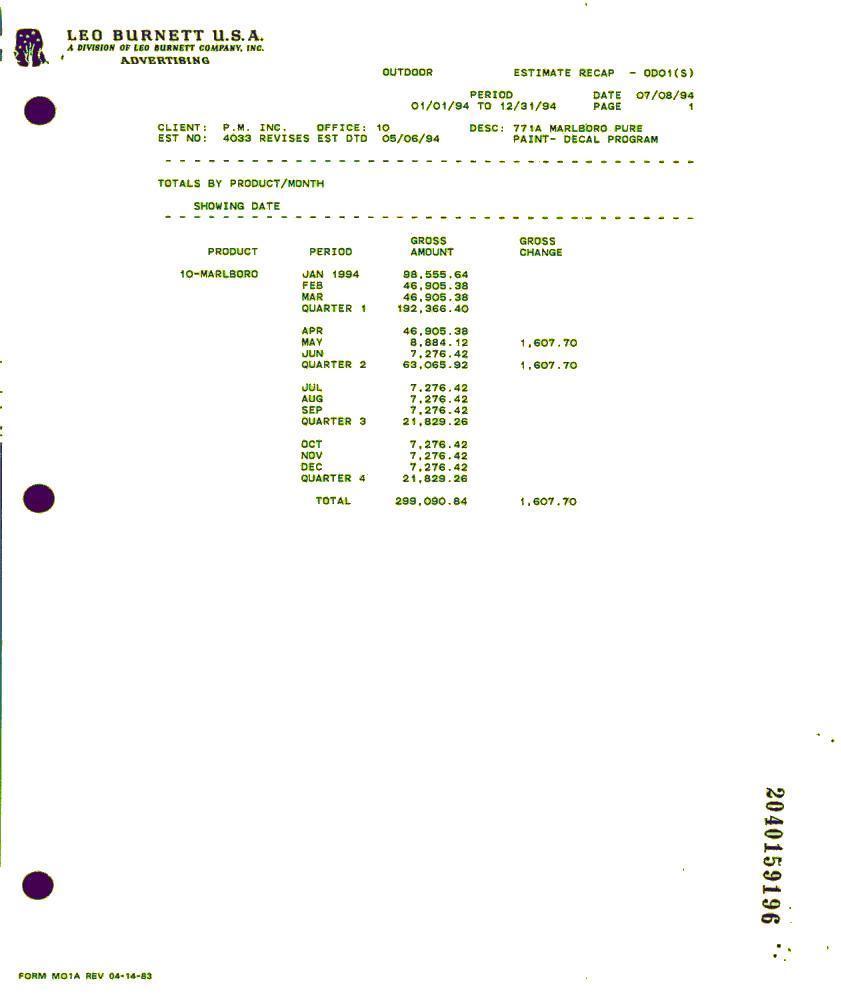 LEO BURNETT U.S.A.
A DIVISION OF LEO BURNETT COMPANY, INC.
ADVERTISING
OUTDOOR ESTIMATE RECAP - OD01(S)
PERIOD DATE 07/08/94
01/01/94 TO 12/31/94 PAGE 1
CLIENT: P.M. INC. OFFICE: 10 DESC: 771A MARLBORO PURE
EST NO: 4033 REVISES EST DTD 05/06/94 PAINT- DECAL PROGRAM
TOTALS BY PRODUCT/MONTH
SHOWING DATE
GROSS GROSS
PRODUCT PERIOD AMOUNT CHANGE
10-MARLBORO JAN 1994 98,555.64
FEB 46,905.38
MAR 46,905.38
QUARTER 1 192,366.40
APR 46,905.38
MAY 8,884.12 1,607.70
JUN 7,276.42
QUARTER 2 63,065.92 1,607.70
JUL 7,276.42
AUG 7,276.42
SEP 7,276.42
QUARTER 3 21,829.26
OCT 7,276.42
NOV 7,276.42
DEC 7,276.42
QUARTER 4 21,829.26
TOTAL 299,090.84 1,607.70
2040159196
FORM MO1A REV 04-14-83